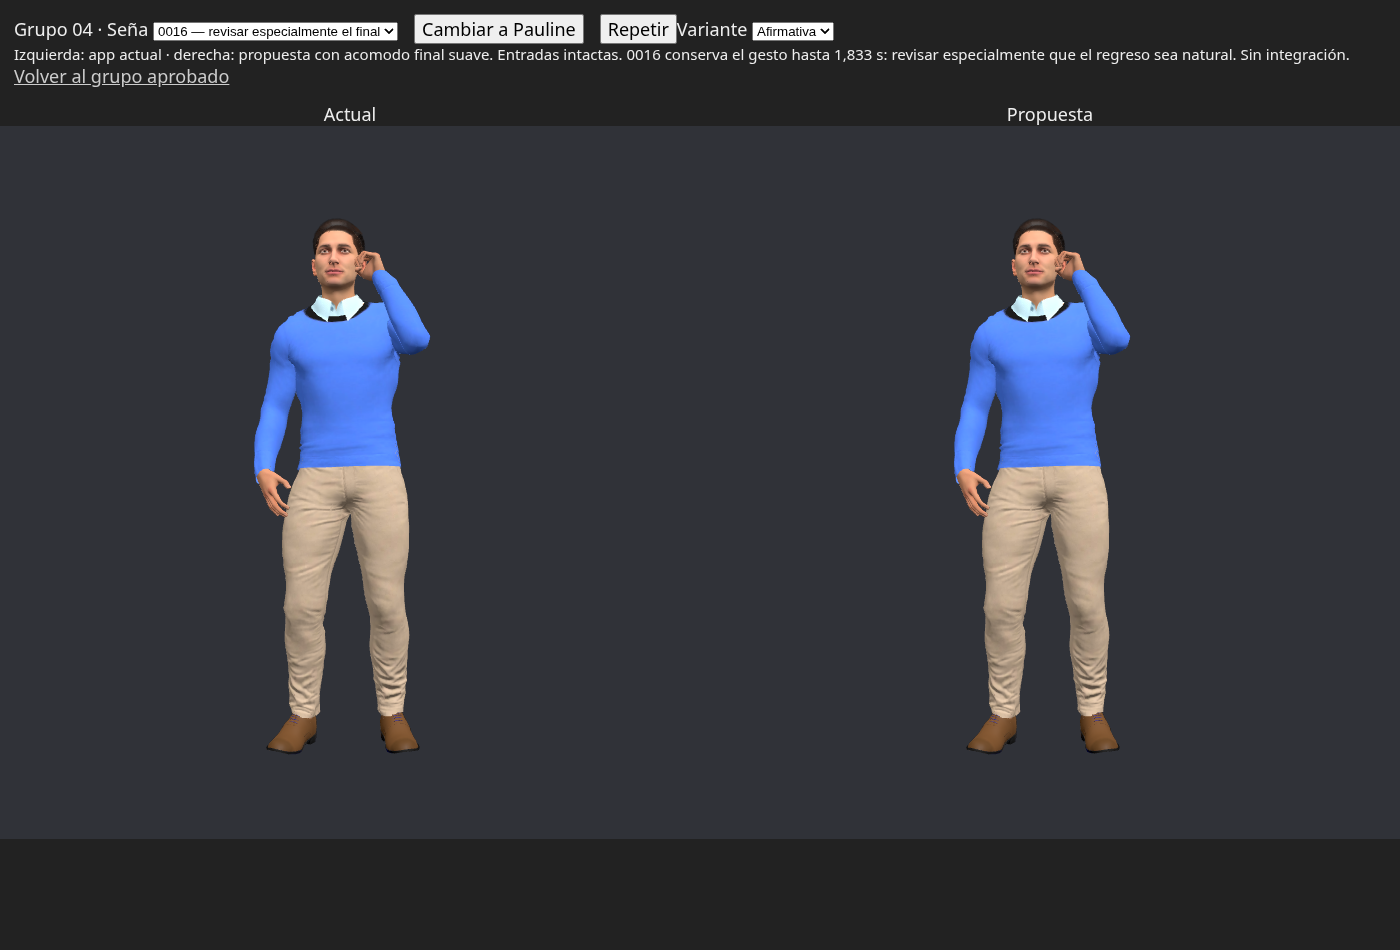 Grupo 04 · Seña 0016 — revisar especialmente el final Cambiar a Pauline Repetir Variante Afirmativa
Izquierda: app actual · derecha: propuesta con acomodo final suave. Entradas intactas. 0016 conserva el gesto hasta 1,833 s: revisar especialmente que el regreso sea natural. Sin integración.
Volver al grupo aprobado
Actual
Propuesta